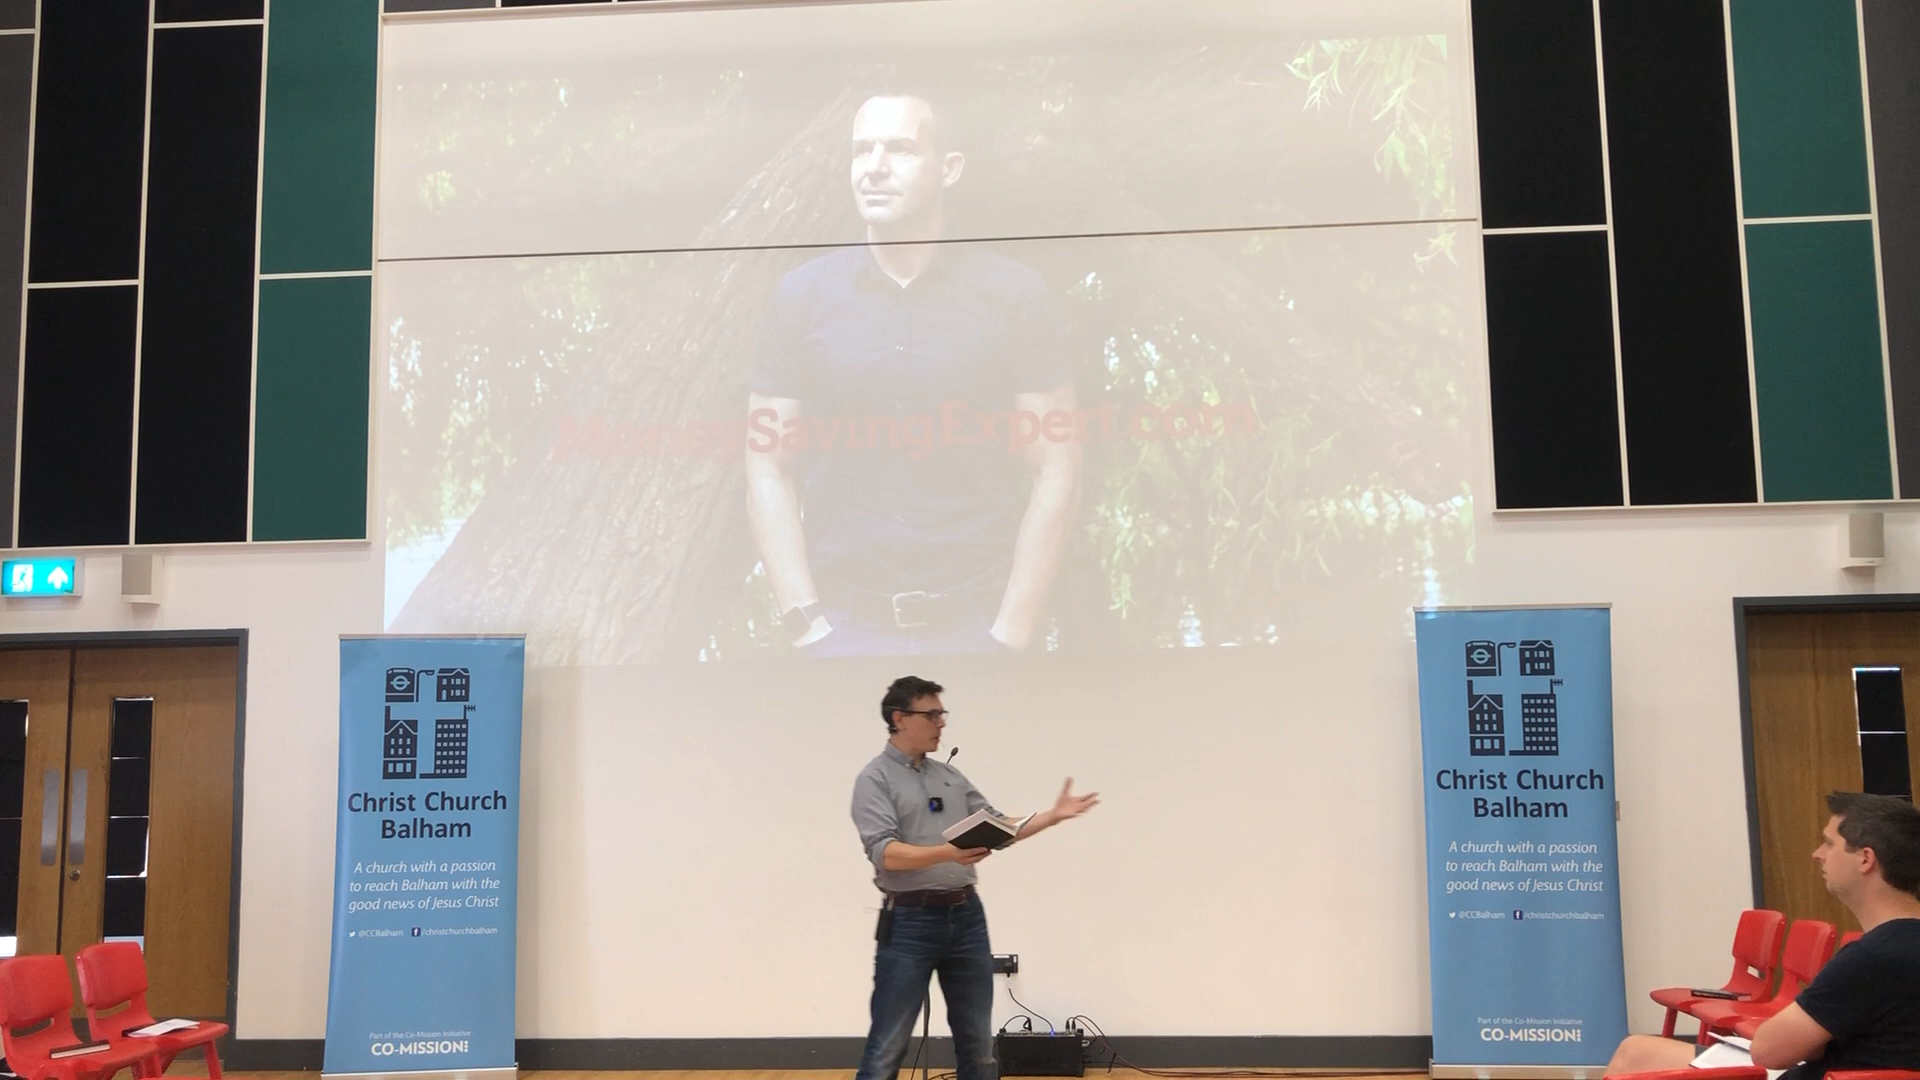 MoneySavingExpert.com
Christ Church
Balham
A church with a passion
to reach Balham with the
good news of Jesus Christ
@CCBalham /christchurchbalham
Part of the Co-Mission Initiative
CO-MISSION
Christ Church
Balham
A church with a passion
to reach Balham with the
good news of Jesus Christ
@CCBalham /christchurchbalham
Part of the Co-Mission Initiative
CO-MISSION